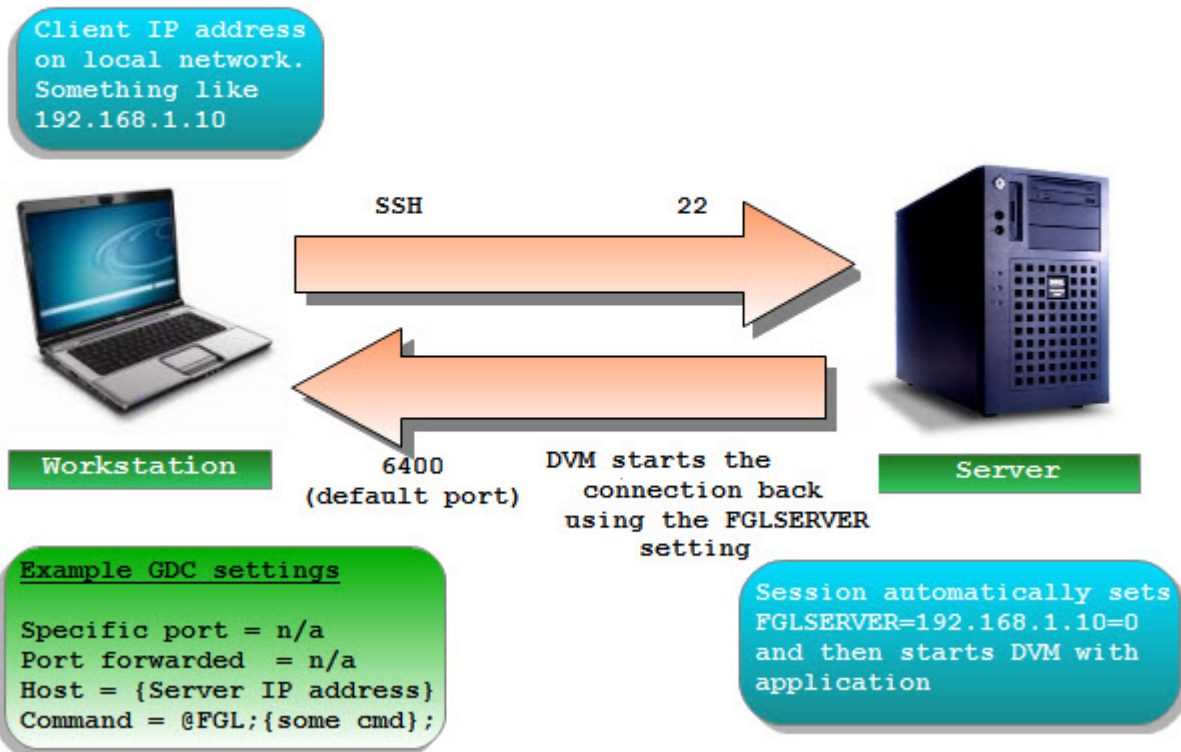 Client IP address
on local network.
Something like
192.168.1.10
SSH 22
Workstation
6400
(default port)
DVM starts the
connection back
using the FGLSERVER
setting
Server
Example GDC settings
Specific port = n/a
Port forwarded = n/a
Host = {Server IP address}
Command = @FGL;{some cmd};
Session automatically sets
FGLSERVER=192.168.1.10=0
and then starts DVM with
application